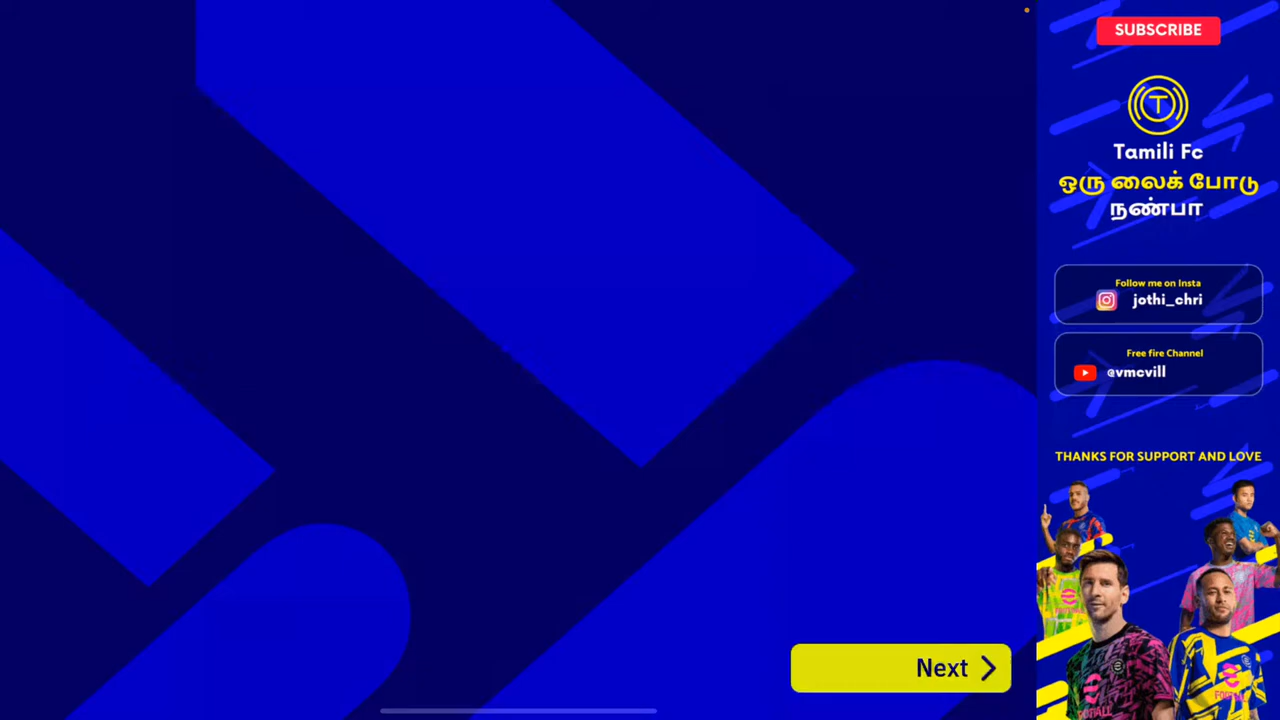 SUBSCRIBE
T
Tamili Fc
ஒரு லைக் போடு
நண்பா
Follow me on Insta
jothi_chri
Free fire Channel
@vmcvill
THANKS FOR SUPPORT AND LOVE
Next